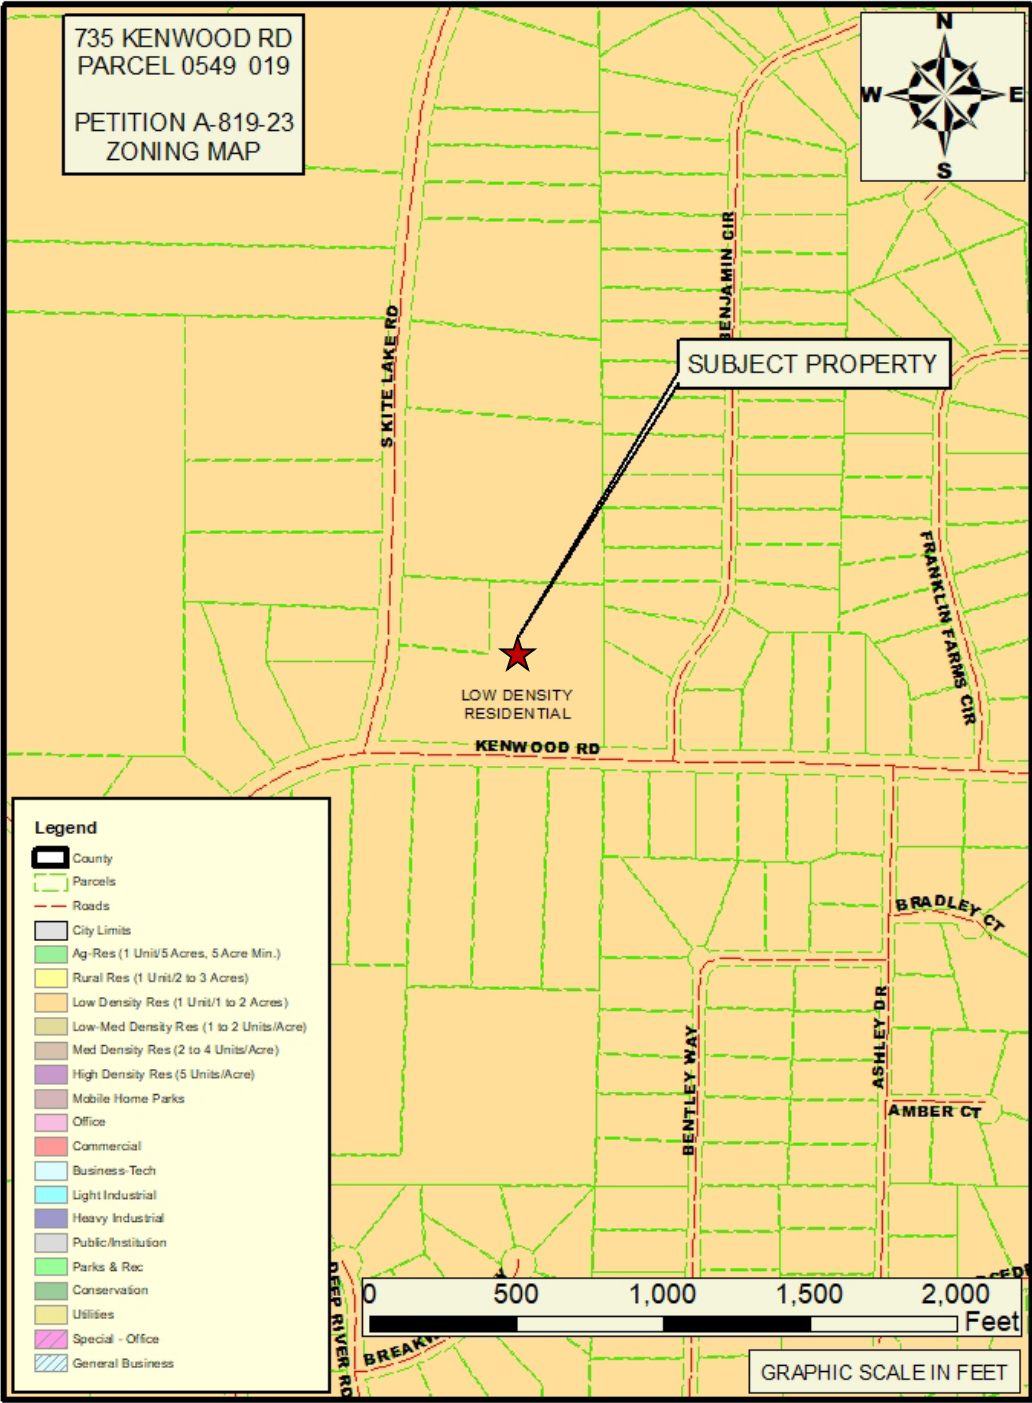 735 KENWOOD RD
PARCEL 0549 019
PETITION A-819-23
ZONING MAP
N
W
E
S
BENJAMIN CIR
S KITE LAKE RD
SUBJECT PROPERTY
FRANKLIN FARMS CIR
LOW DENSITY
RESIDENTIAL
KENWOOD RD
Legend
County
Parcels
Roads
City Limits
Ag-Res (1 Unit/5 Acres, 5 Acre Min.)
Rural Res (1 Unit/2 to 3 Acres)
Low Density Res (1 Unit/1 to 2 Acres)
Low-Med Density Res (1 to 2 Units/Acre)
Med Density Res (2 to 4 Units/Acre)
High Density Res (5 Units/Acre)
Mobile Home Parks
Office
Commercial
Business-Tech
Light Industrial
Heavy Industrial
Public/Institution
Parks & Rec
Conservation
Utilities
Special - Office
General Business
BRADLEY CT
ASHLEY DR
BENTLEY WAY
AMBER CT
DEEP RIVER RD
0 500 1,000 1,500 2,000
Feet
GRAPHIC SCALE IN FEET